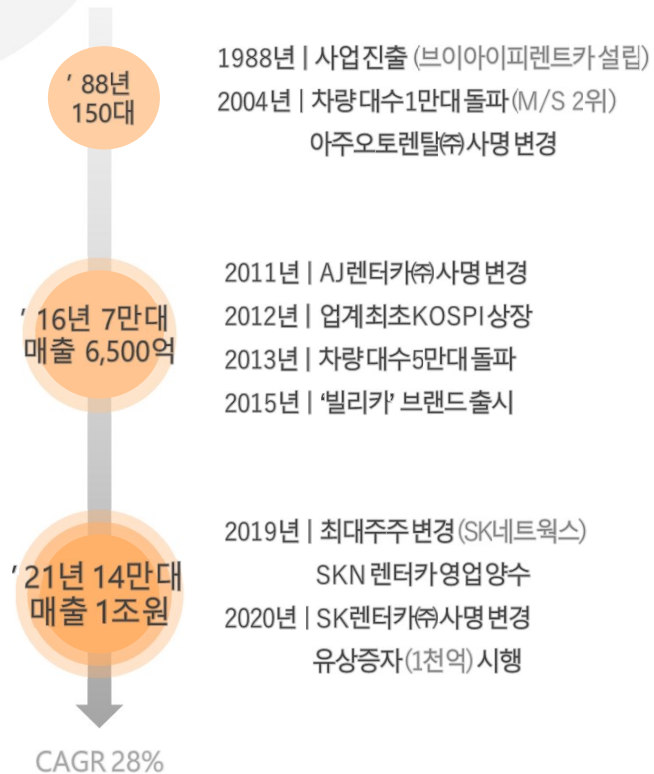 ’ 88년
150대
1988년 | 사업진출 (브이아이피렌트카 설립)
2004년 | 차량대수1만대 돌파(M/S 2위)
아주오토렌탈㈜사명 변경
’ 16년 7만대
매출 6,500억
2011년 | AJ렌터카㈜사명 변경
2012년 | 업계최초KOSPI상장
2013년 | 차량대수5만대 돌파
2015년 | ‘빌리카’ 브랜드 출시
’ 21년 14만대
매출 1조원
2019년 | 최대주주 변경(SK네트웍스)
SKN 렌터카 영업양수
2020년 | SK렌터카㈜사명 변경
유상증자(1천억) 시행
CAGR 28%